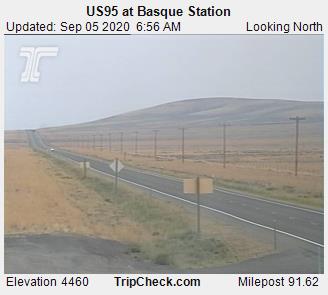 US95 at Basque Station
Updated: Sep 05 2020 6:56 AM Looking North
Elevation 4460 TripCheck.com Milepost 91.62